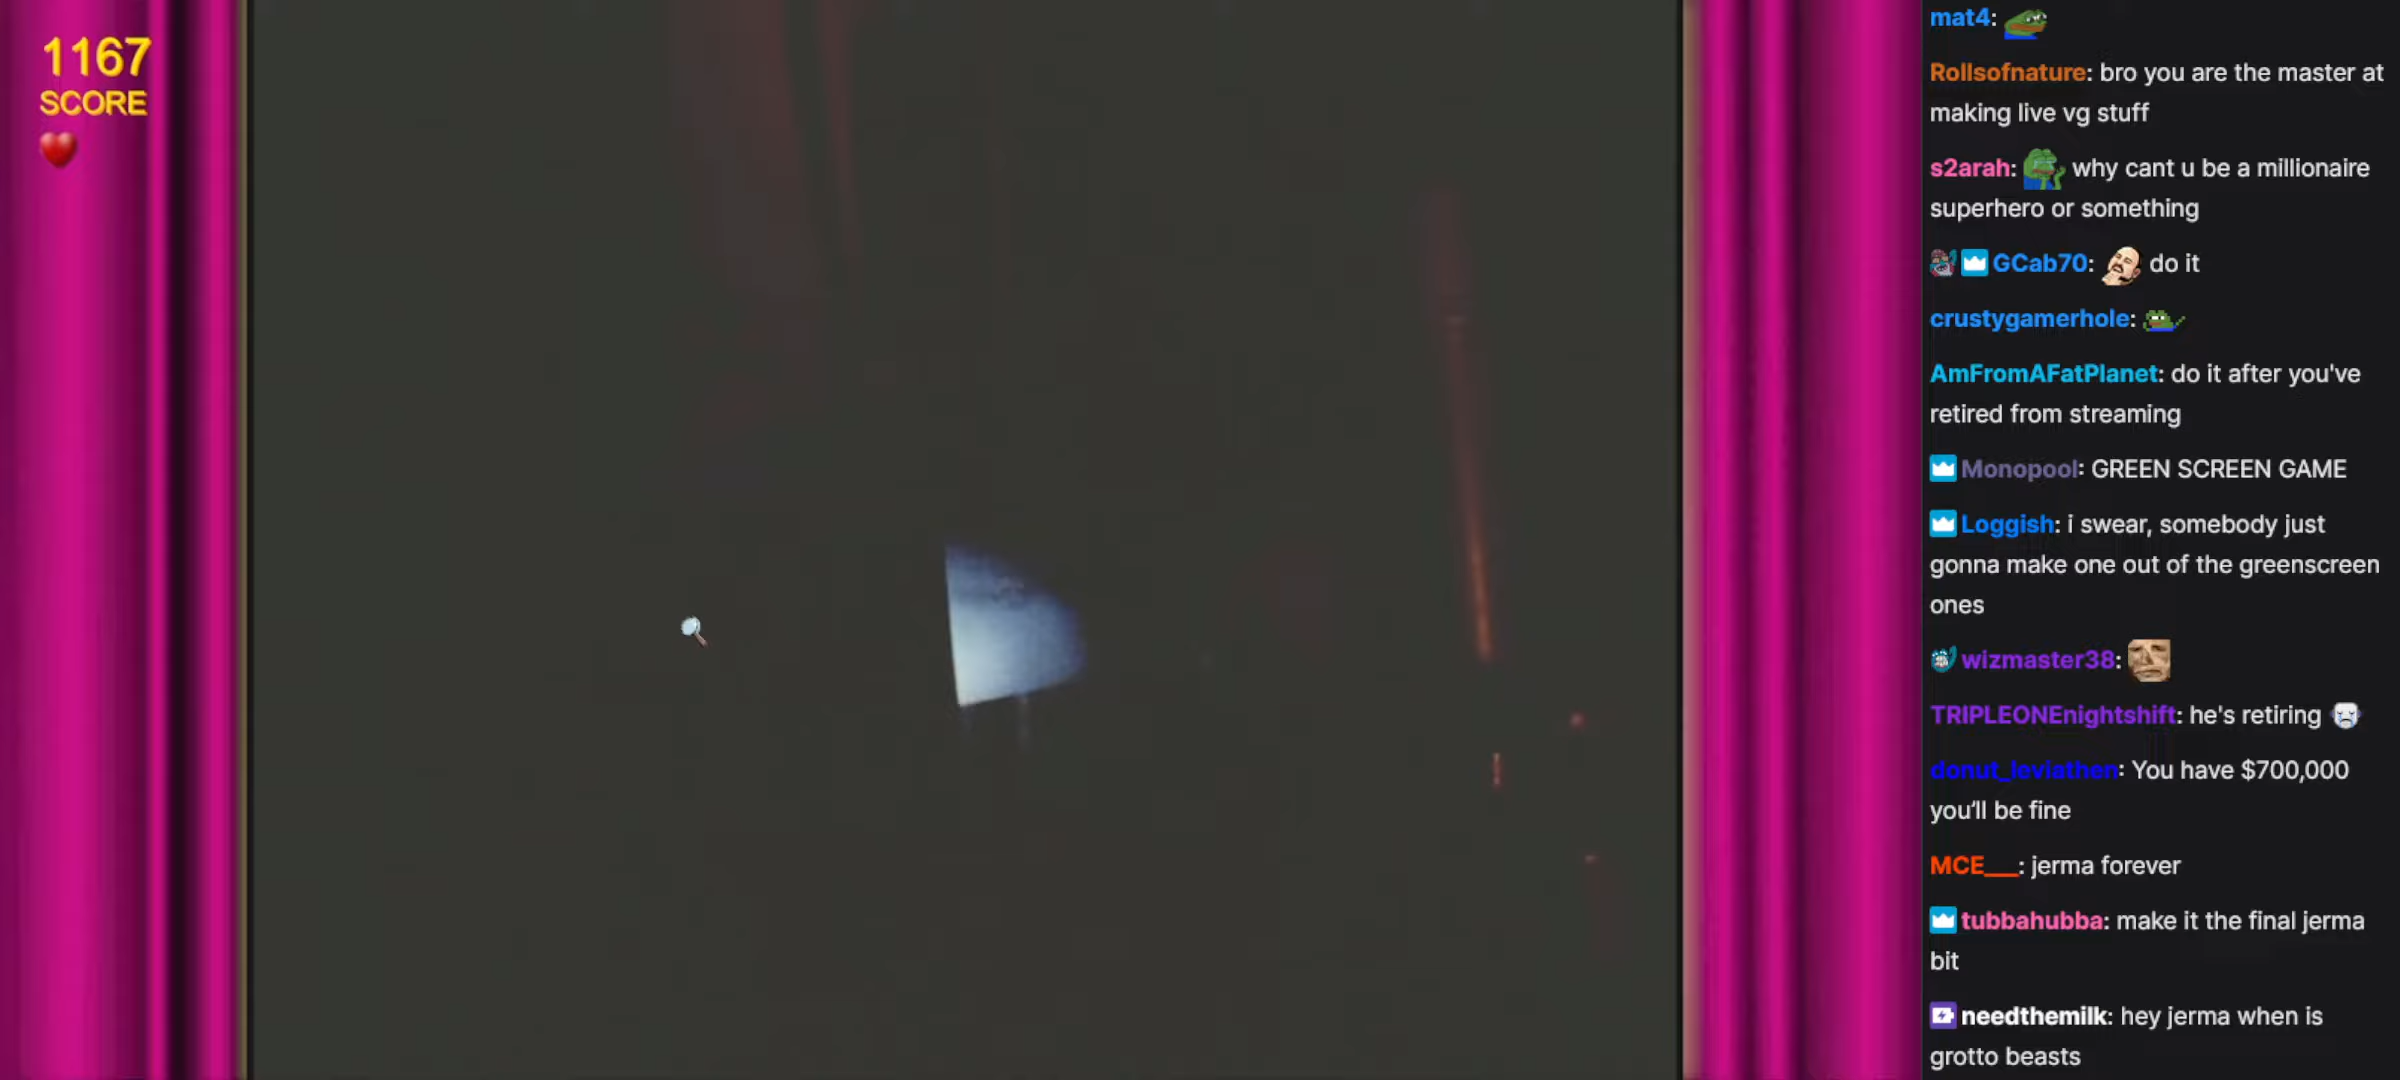 1167
SCORE
mat4:
Rollsofnature: bro you are the master at
making live vg stuff
s2arah: why cant u be a millionaire
superhero or something
GCab70: do it
crustygamerhole:
AmFromAFatPlanet: do it after you've
retired from streaming
Monopool: GREEN SCREEN GAME
Loggish: i swear, somebody just
gonna make one out of the greenscreen
ones
wizmaster38:
TRIPLEONEnightshift: he's retiring
donut_leviathen: You have $700,000
you'll be fine
MCE___: jerma forever
tubbahubba: make it the final jerma
bit
needthemilk: hey jerma when is
grotto beasts